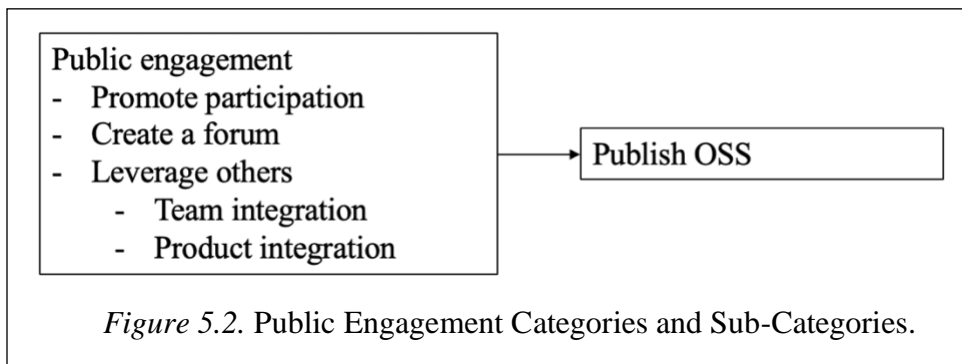 Public engagement
- Promote participation
- Create a forum
- Leverage others
- Team integration
- Product integration
Publish OSS
Figure 5.2. Public Engagement Categories and Sub-Categories.